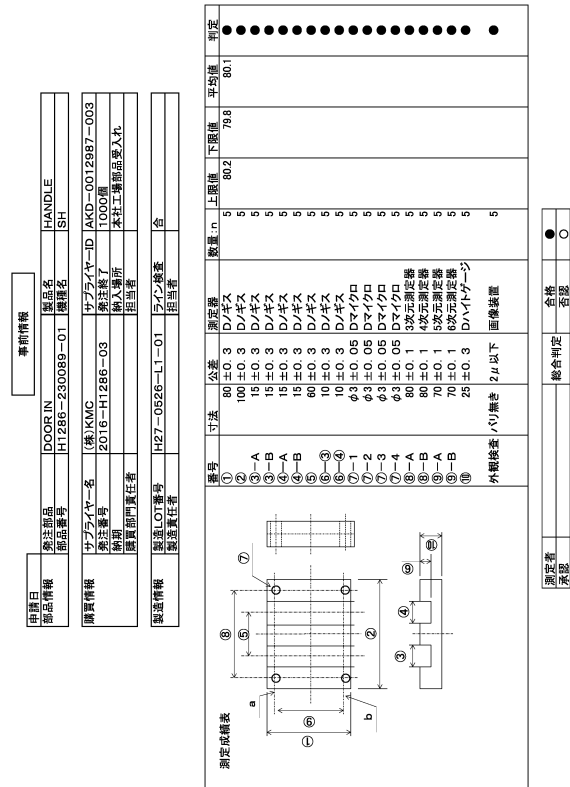 事前情報
申請日
部品情報 発注部品 DOOR IN 製品名 HANDLE
部品番号 H1286-230089-01 機種名 SH
購買情報 サプライヤー名 (株)KMC サプライヤーID AKD-0012987-003
発注番号 2016-H1286-03 発注終了 1000個
納期 納入場所 本社工場部品受入れ
購買部門責任者 担当者
製造情報 製造LOT番号 H27-0526-L1-01 ライン検査 合
製造責任者 担当者
測定成績表
① ⑥ a b ⑧ ⑤ ② ⑦ ③ ④ ⑨ ⑩
番号 寸法 公差 測定器 数量:n 上限値 下限値 平均値 判定
① 80 ±0.3 Dノギス 5 80.2 79.8 80.1 ●
② 100 ±0.3 Dノギス 5 ●
③-A 15 ±0.3 Dノギス 5 ●
③-B 15 ±0.3 Dノギス 5 ●
④-A 15 ±0.3 Dノギス 5 ●
④-B 15 ±0.3 Dノギス 5 ●
⑤ 60 ±0.3 Dノギス 5 ●
⑥-③ 10 ±0.3 Dノギス 5 ●
⑥-④ 10 ±0.3 Dノギス 5 ●
⑦-1 φ3 ±0.05 Dマイクロ 5 ●
⑦-2 φ3 ±0.05 Dマイクロ 5 ●
⑦-3 φ3 ±0.05 Dマイクロ 5 ●
⑦-4 φ3 ±0.05 Dマイクロ 5 ●
⑧-A 80 ±0.1 3次元測定器 5 ●
⑧-B 80 ±0.1 4次元測定器 5 ●
⑨-A 70 ±0.1 5次元測定器 5 ●
⑨-B 70 ±0.1 6次元測定器 5 ●
⑩ 25 ±0.3 Dハイトゲージ 5 ●
外観検査 バリ無き 2μ以下 画像装置 5 ●
測定者 総合判定 合格 ●
承認 否認 ○